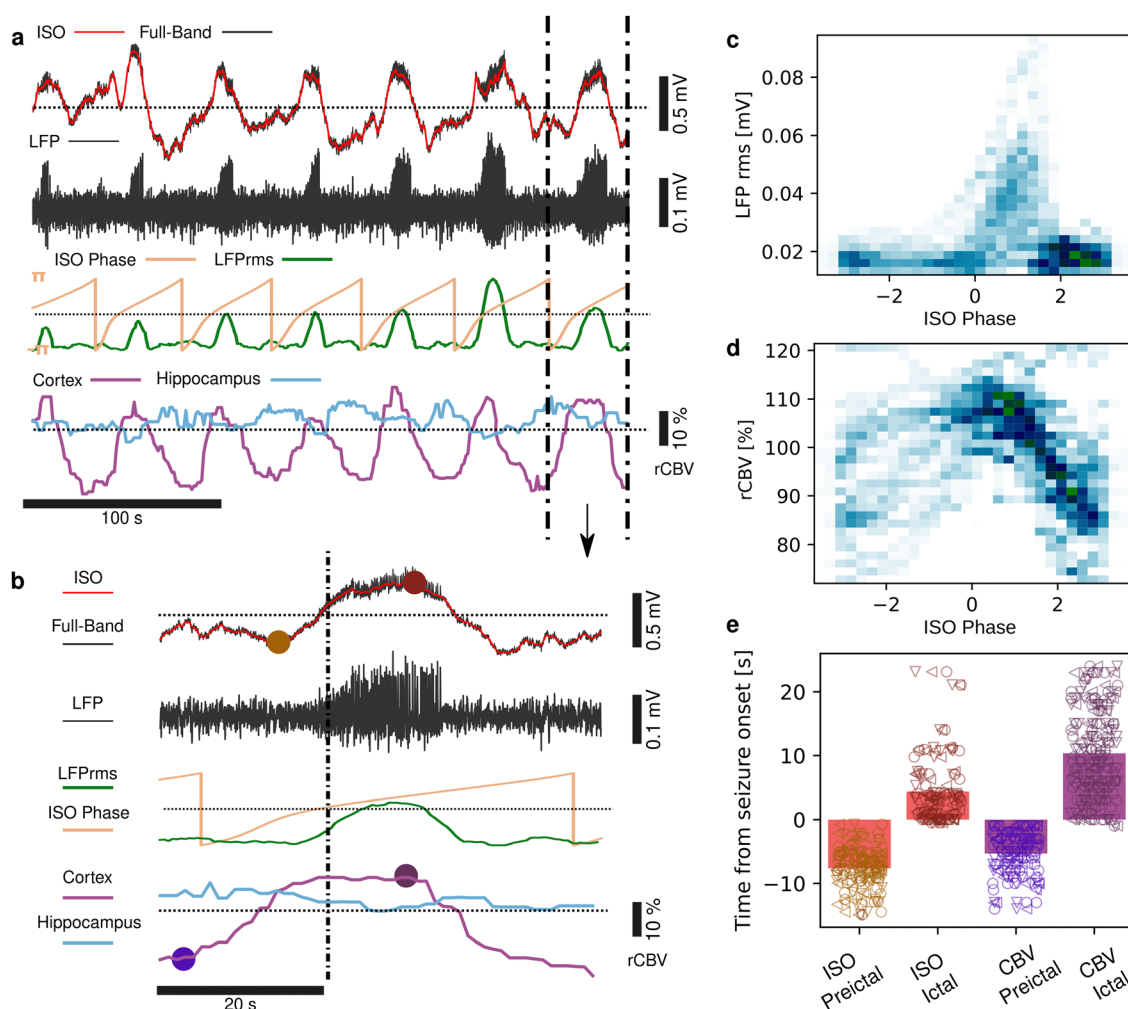 a
ISO
Full-Band
0.5 mV
LFP
0.1 mV
ISO Phase
LFPrms
π
-π
Cortex
Hippocampus
10 %
rCBV
100 s
b
ISO
Full-Band
0.5 mV
LFP
0.1 mV
LFPrms
ISO Phase
Cortex
Hippocampus
10 %
rCBV
20 s
c
LFP rms [mV]
0.08
0.06
0.04
0.02
−2
0
2
ISO Phase
d
rCBV [%]
120
110
100
90
80
−2
0
2
ISO Phase
e
Time from seizure onset [s]
20
10
0
−10
ISO
Preictal
ISO
Ictal
CBV
Preictal
CBV
Ictal